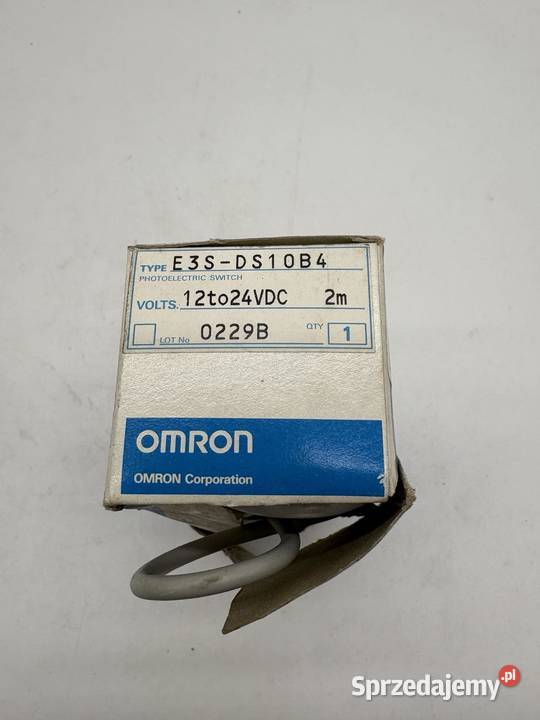 TYPE E3S-DS10B4
PHOTOELECTRIC SWITCH
VOLTS. 12to24VDC 2m
LOT No 0229B QTY 1
OMRON
OMRON Corporation
Sprzedajemy.pl